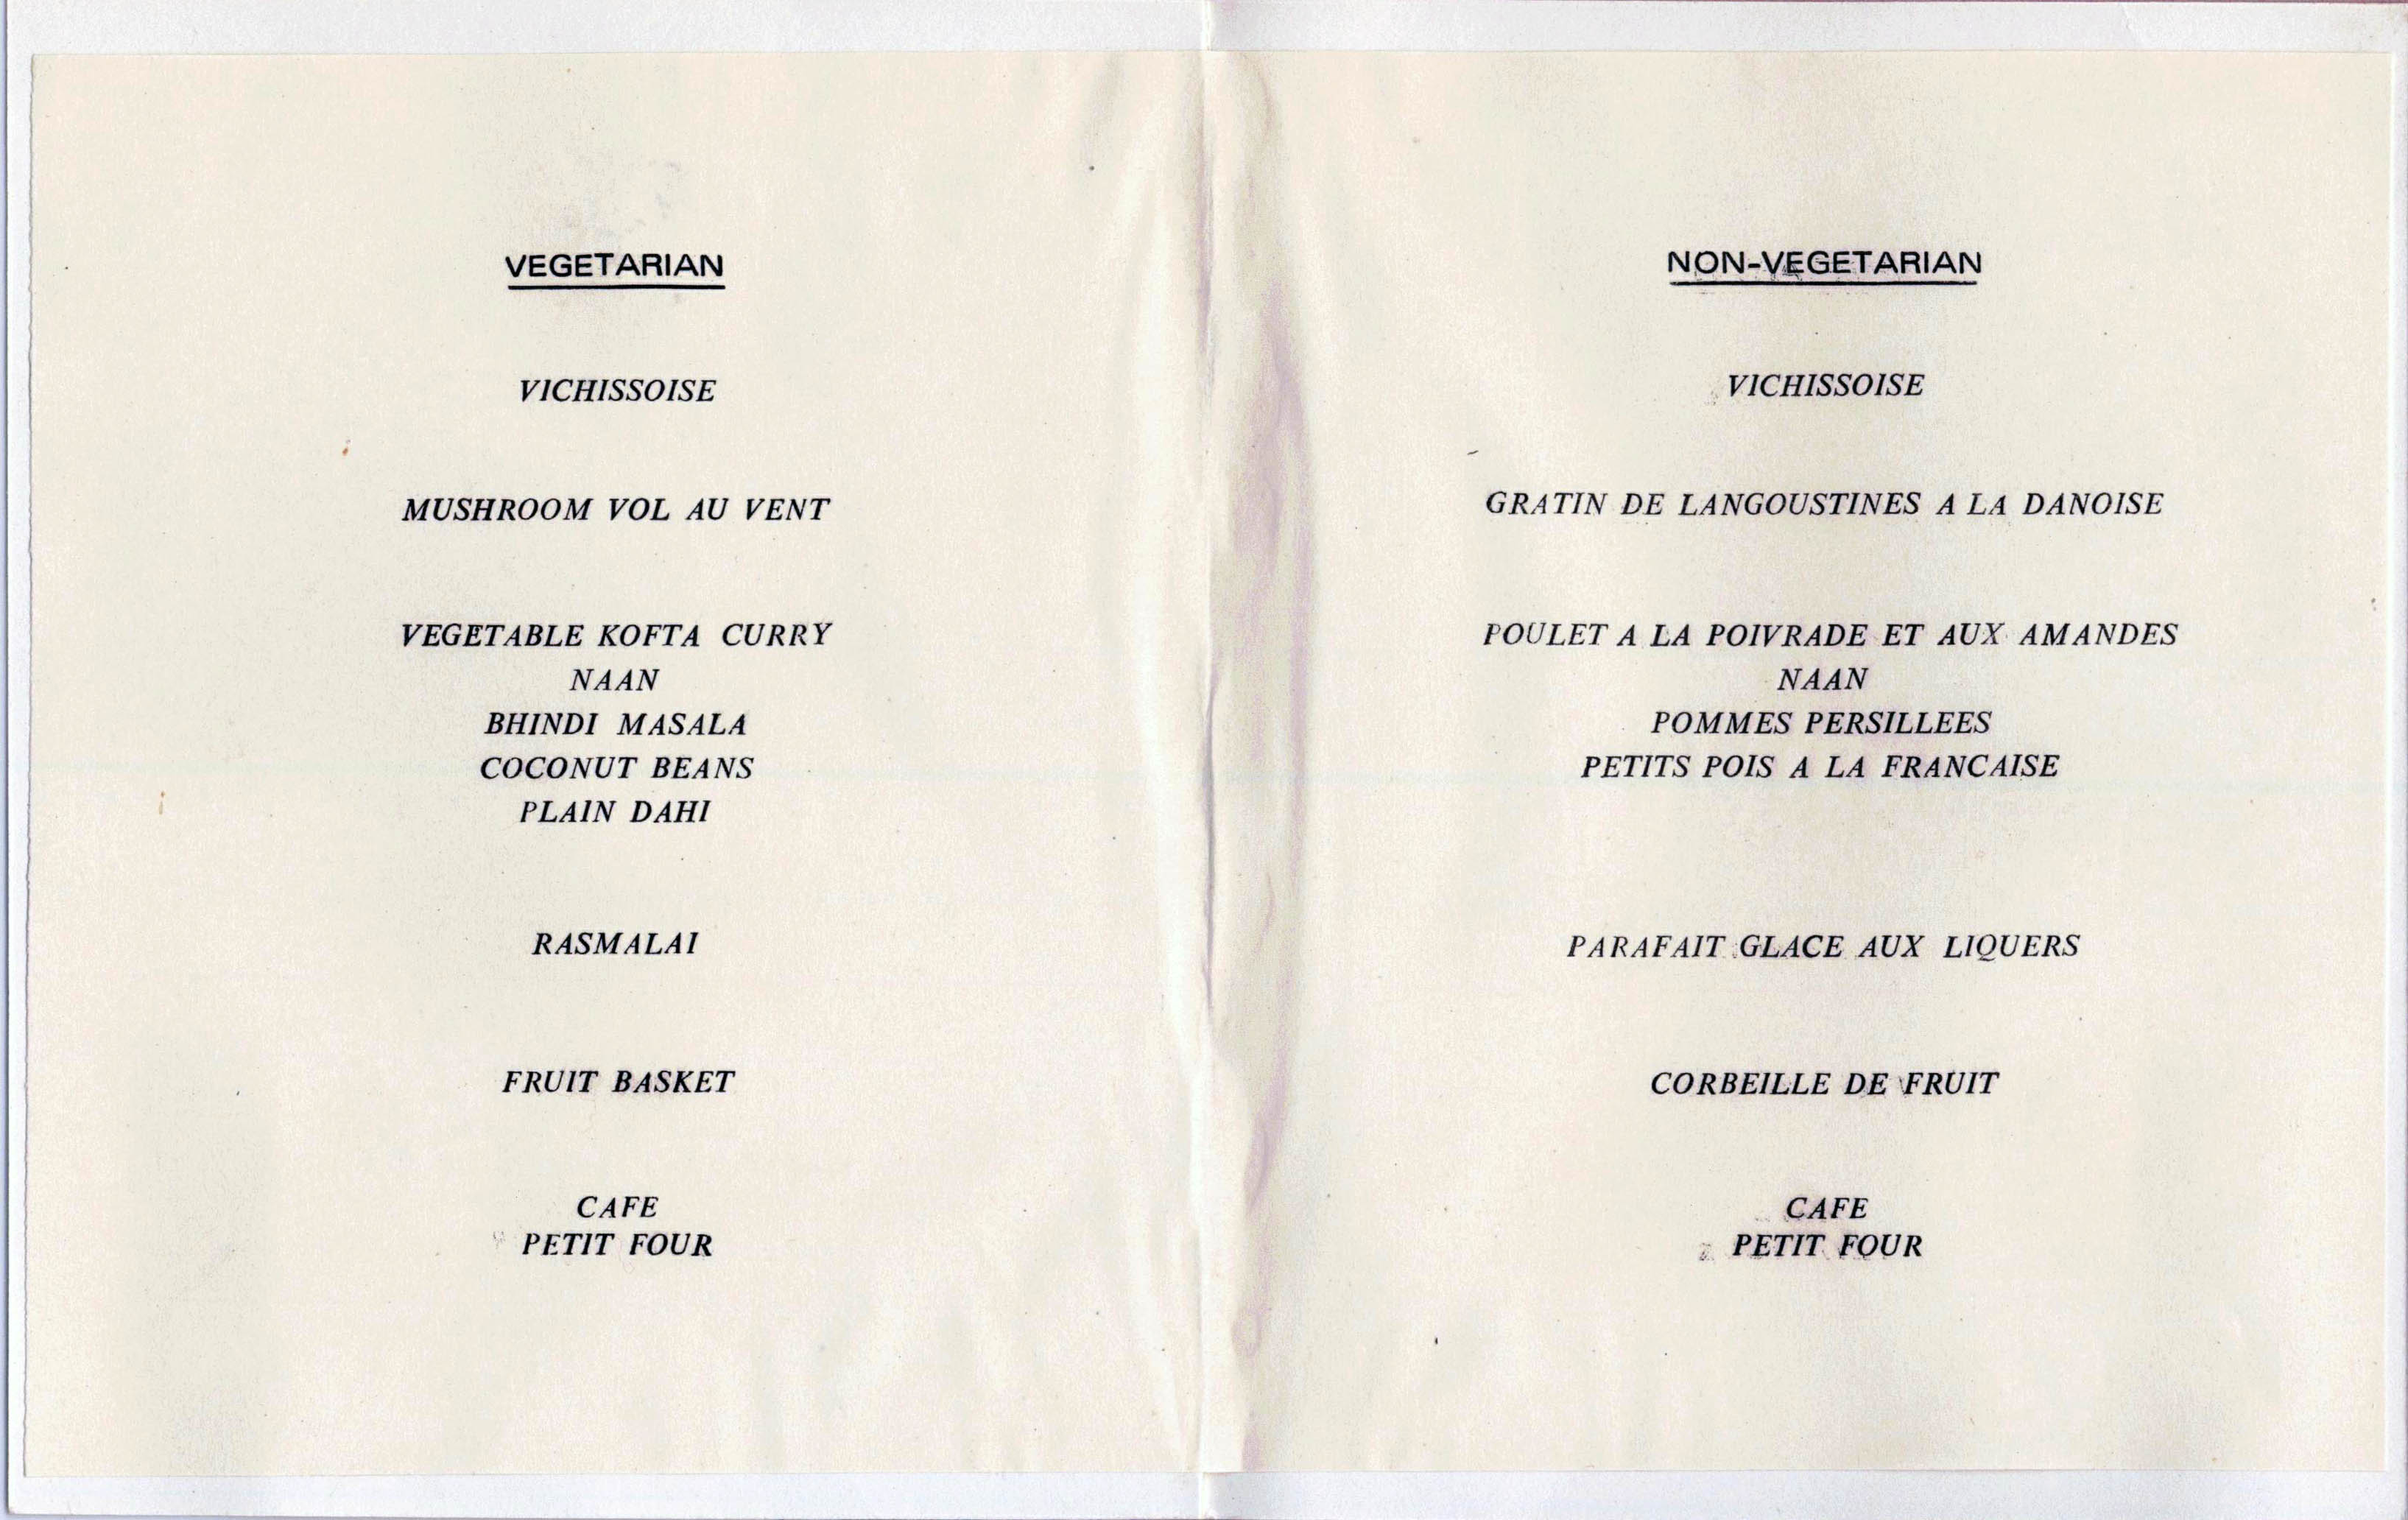 VEGETARIAN
VICHISSOISE
MUSHROOM VOL AU VENT
VEGETABLE KOFTA CURRY
NAAN
BHINDI MASALA
COCONUT BEANS
PLAIN DAHI
RASMALAI
FRUIT BASKET
CAFE
PETIT FOUR
NON-VEGETARIAN
VICHISSOISE
GRATIN DE LANGOUSTINES A LA DANOISE
POULET A LA POIVRADE ET AUX AMANDES
NAAN
POMMES PERSILLEES
PETITS POIS A LA FRANCAISE
PARAFAIT GLACE AUX LIQUERS
CORBEILLE DE FRUIT
CAFE
PETIT FOUR